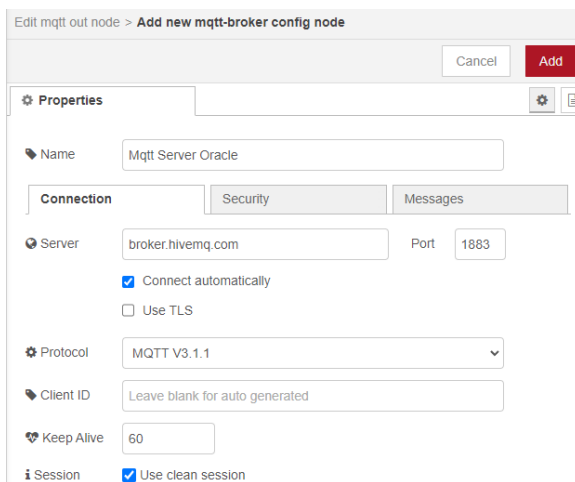 Edit mqtt out node > Add new mqtt-broker config node
Cancel Add
Properties
Name Mqtt Server Oracle
Connection Security Messages
Server broker.hivemq.com Port 1883
Connect automatically
Use TLS
Protocol MQTT V3.1.1
Client ID Leave blank for auto generated
Keep Alive 60
Session Use clean session